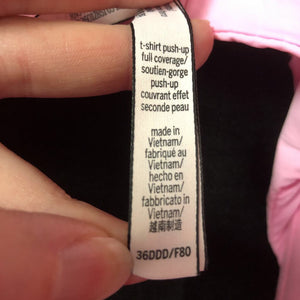 t-shirt push-up
full coverage/
soutien-gorge
push-up
couvrant effet
seconde peau
made in
Vietnam/
fabriqué au
Vietnam/
hecho en
Vietnam/
fabbricato in
Vietnam/
越南制造
36DDD/F80